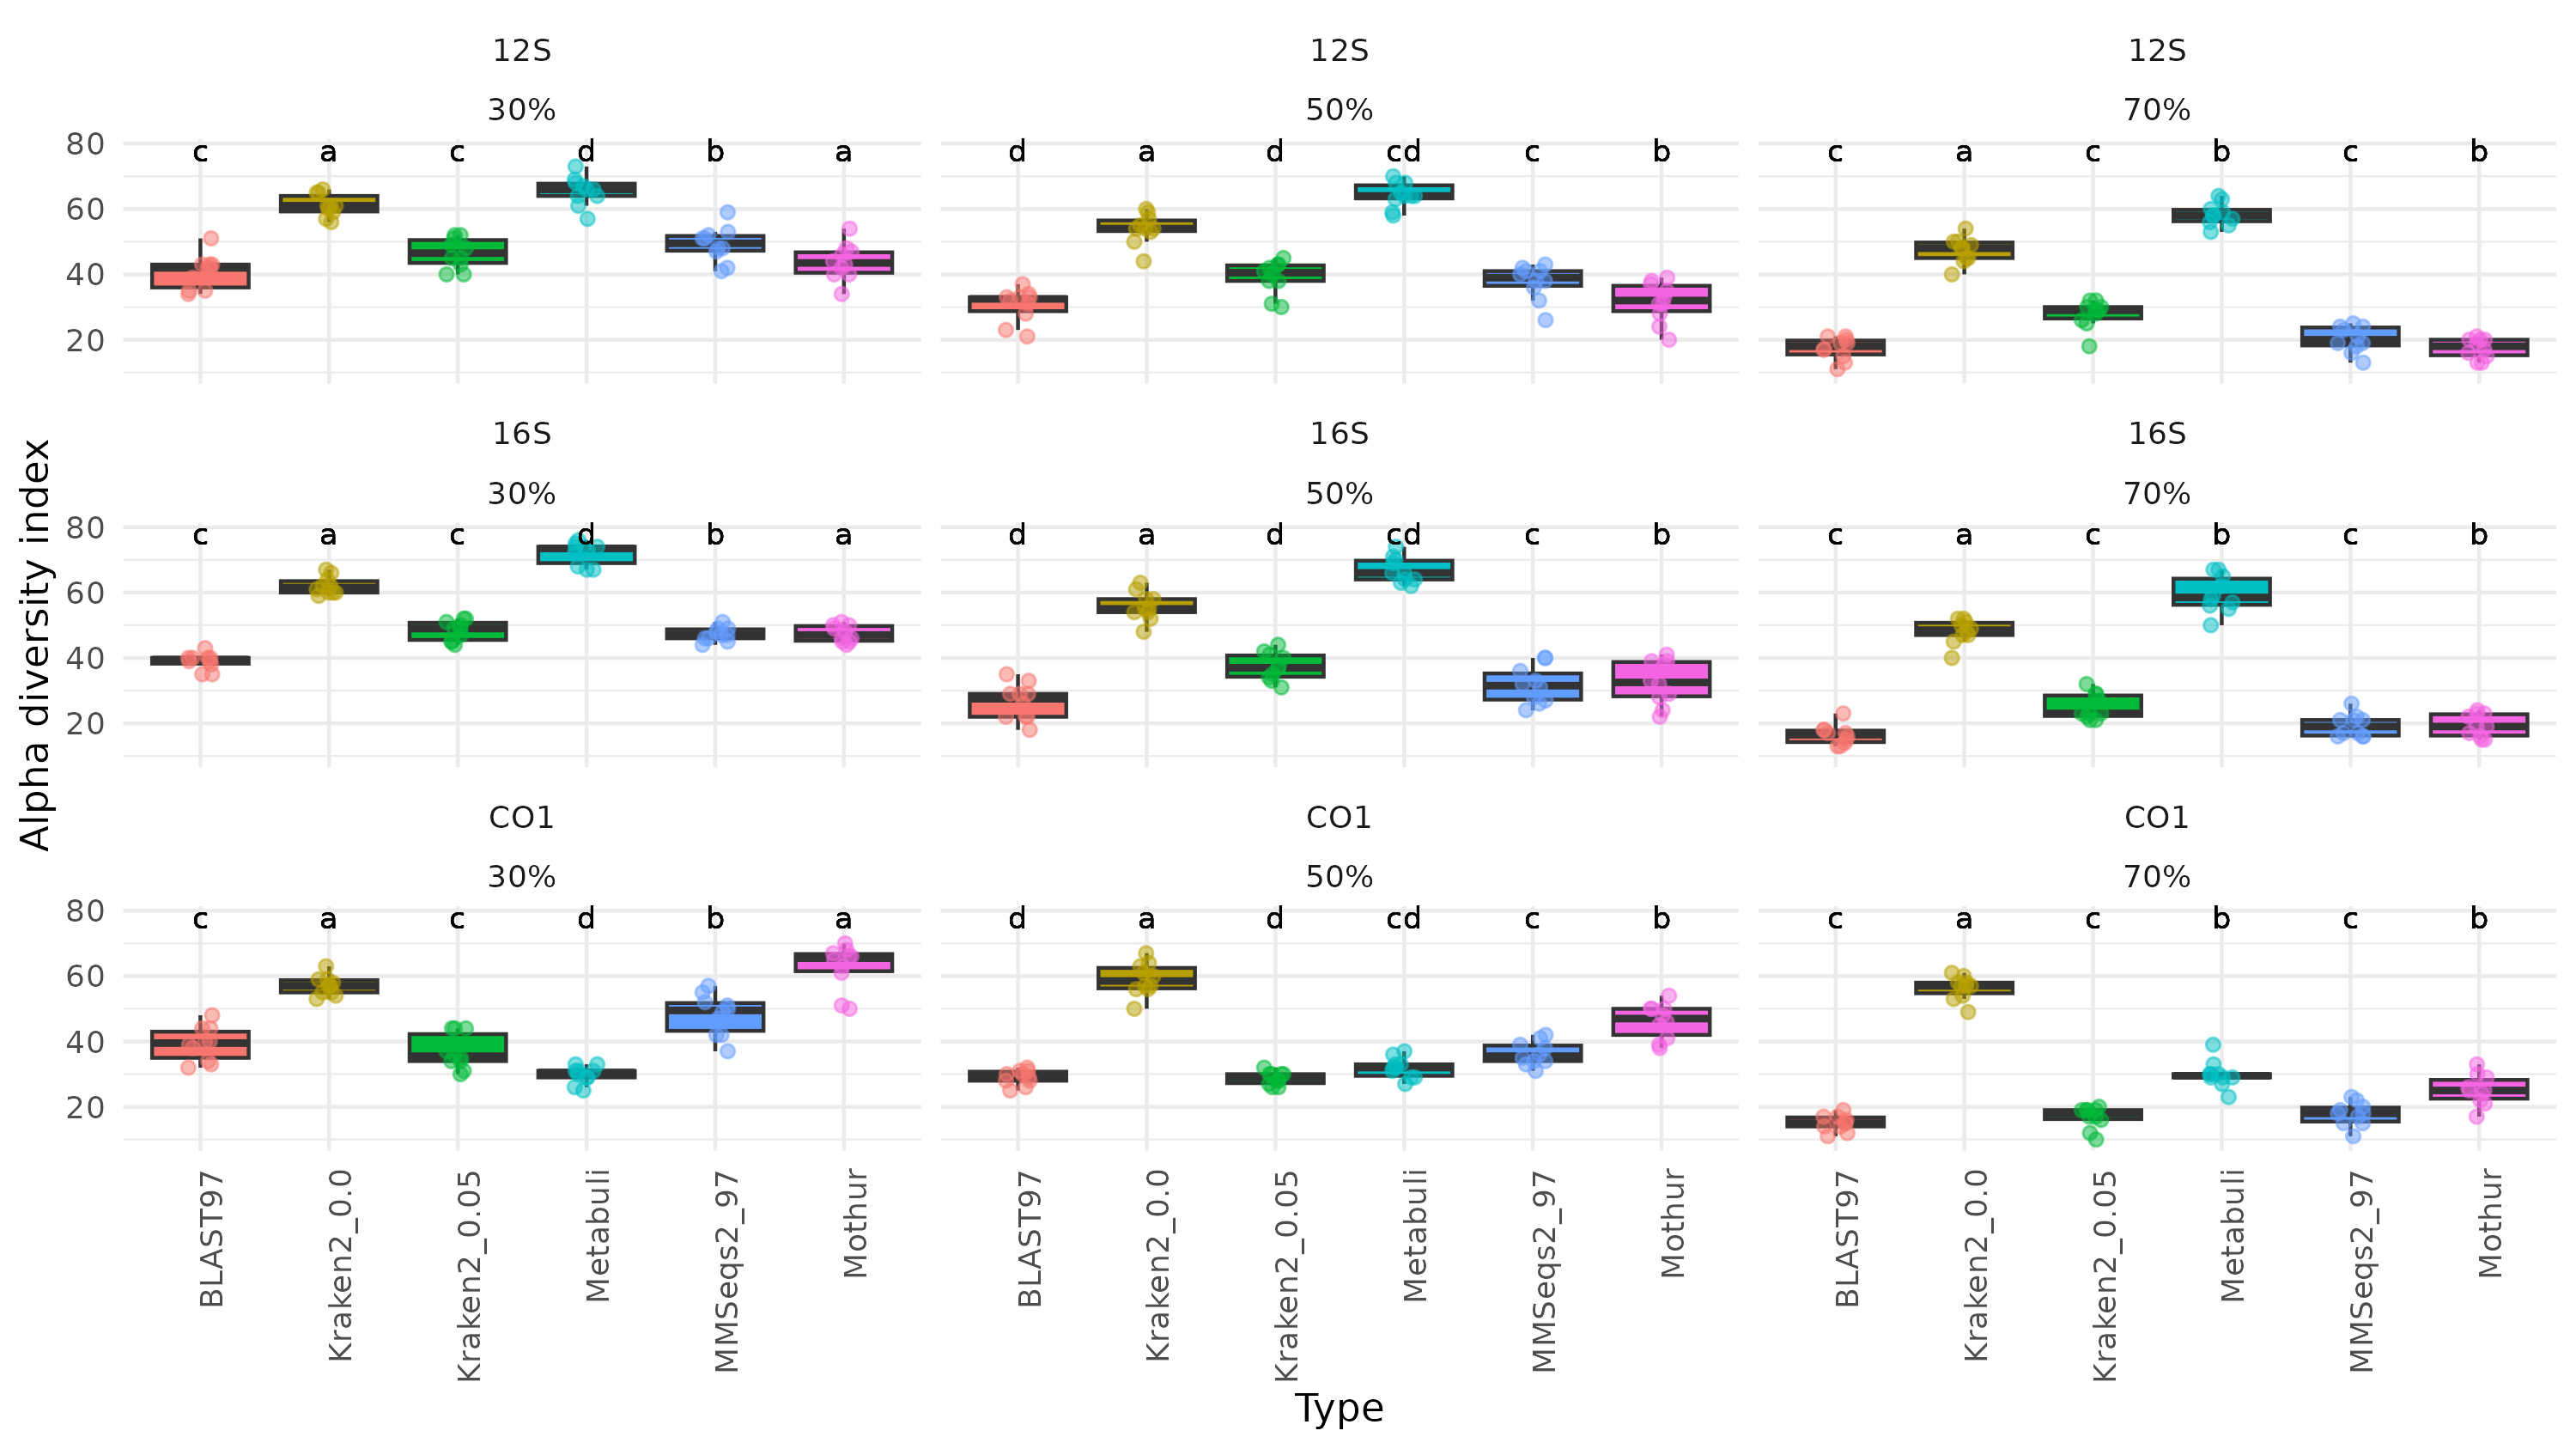 12S 12S 12S
30% 50% 70%
80
c a c d b a d a d cd c b c a c b c b
60
40
20
16S 16S 16S
30% 50% 70%
80
c a c d b a d a d cd c b c a c b c b
60
40
20
CO1 CO1 CO1
30% 50% 70%
80
c a c d b a d a d cd c b c a c b c b
60
40
20
Alpha diversity index
BLAST97 Kraken2_0.0 Kraken2_0.05 Metabuli MMSeqs2_97 Mothur BLAST97 Kraken2_0.0 Kraken2_0.05 Metabuli MMSeqs2_97 Mothur BLAST97 Kraken2_0.0 Kraken2_0.05 Metabuli MMSeqs2_97 Mothur
Type